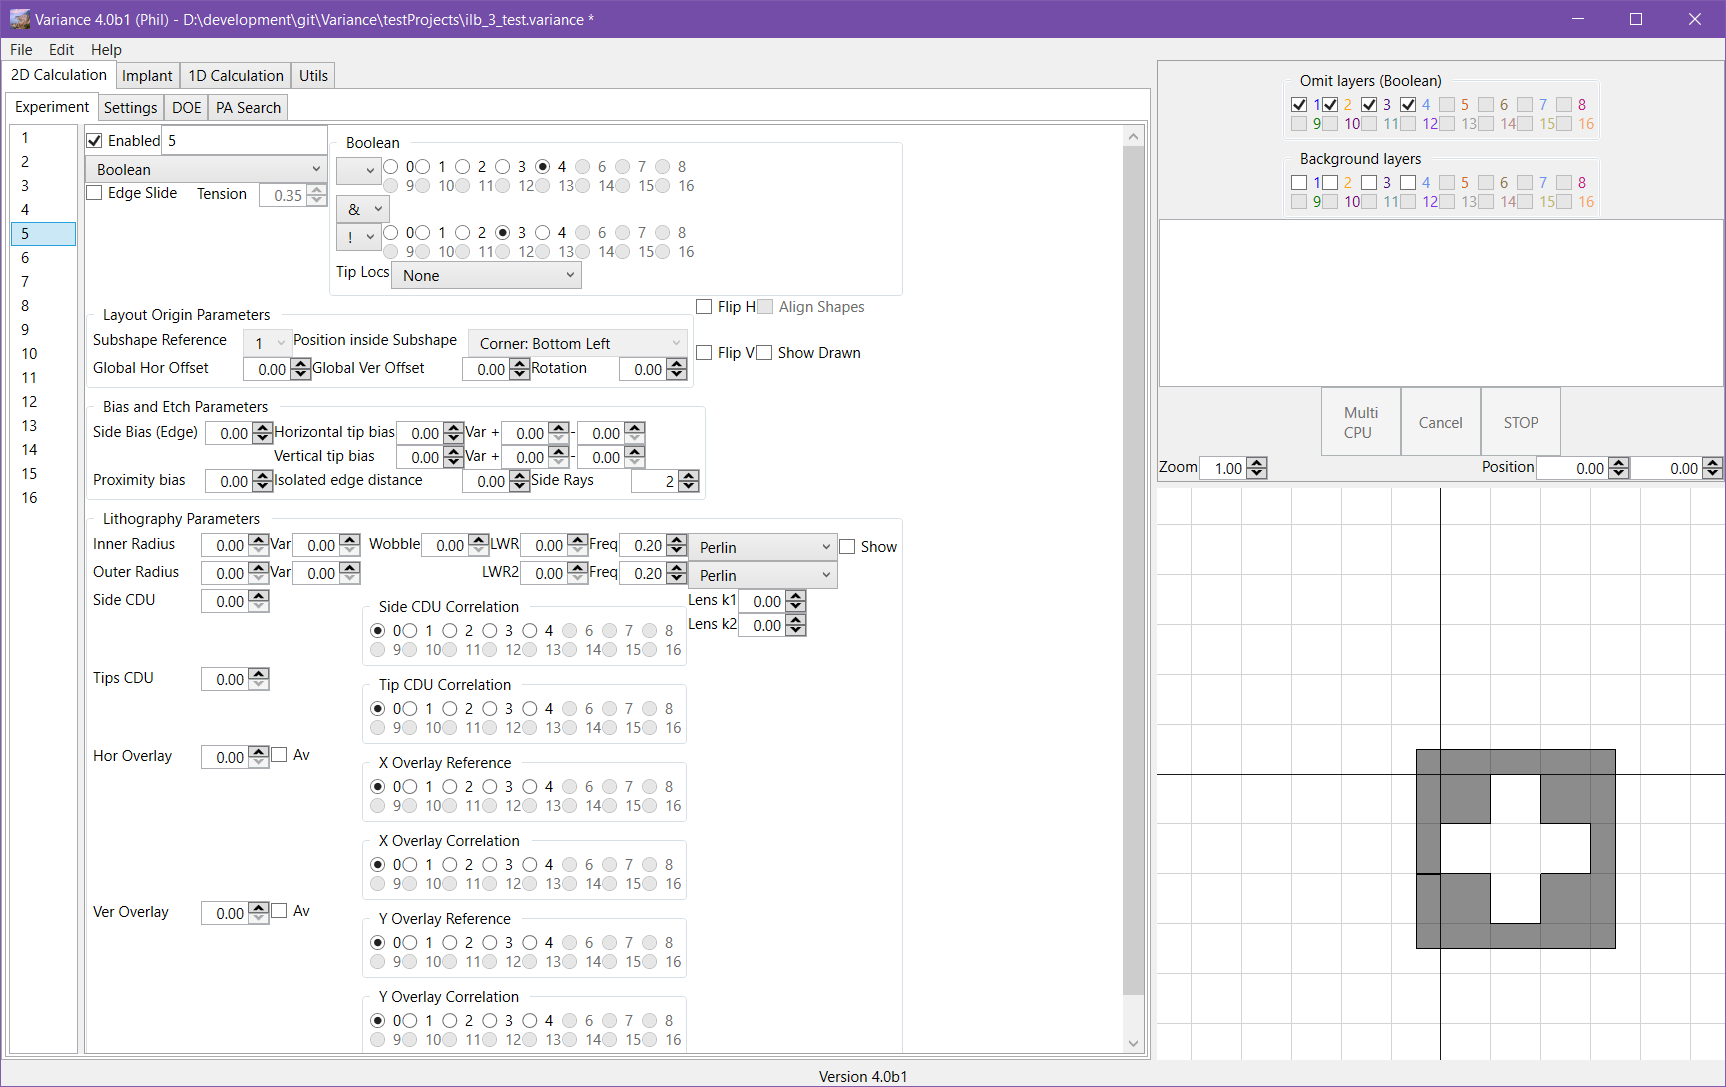 Variance 4.0b1 (Phil) - D:\development\git\Variance\testProjects\ilb_3_test.variance *
File Edit Help
2D Calculation Implant 1D Calculation Utils
Experiment Settings DOE PA Search
1
2
3
4
5
6
7
8
9
10
11
12
13
14
15
16
Enabled 5
Boolean
Edge Slide Tension 0.35
Boolean
0 1 2 3 4 6 7 8
9 10 11 12 13 14 15 16
&
! 0 1 2 3 4 6 7 8
9 10 11 12 13 14 15 16
Tip Locs None
Layout Origin Parameters
Subshape Reference 1 Position inside Subshape Corner: Bottom Left
Global Hor Offset 0.00 Global Ver Offset 0.00 Rotation 0.00
Flip H Align Shapes
Flip V Show Drawn
Bias and Etch Parameters
Side Bias (Edge) 0.00 Horizontal tip bias 0.00 Var + 0.00 - 0.00
Vertical tip bias 0.00 Var + 0.00 - 0.00
Proximity bias 0.00 Isolated edge distance 0.00 Side Rays 2
Lithography Parameters
Inner Radius 0.00 Var 0.00 Wobble 0.00 LWR 0.00 Freq 0.20 Perlin Show
Outer Radius 0.00 Var 0.00 LWR2 0.00 Freq 0.20 Perlin
Side CDU 0.00
Lens k1 0.00
Lens k2 0.00
Side CDU Correlation
0 1 2 3 4 6 7 8
9 10 11 12 13 14 15 16
Tips CDU 0.00
Tip CDU Correlation
0 1 2 3 4 6 7 8
9 10 11 12 13 14 15 16
Hor Overlay 0.00 Av
X Overlay Reference
0 1 2 3 4 6 7 8
9 10 11 12 13 14 15 16
X Overlay Correlation
0 1 2 3 4 6 7 8
9 10 11 12 13 14 15 16
Ver Overlay 0.00 Av
Y Overlay Reference
0 1 2 3 4 6 7 8
9 10 11 12 13 14 15 16
Y Overlay Correlation
0 1 2 3 4 6 7 8
9 10 11 12 13 14 15 16
Omit layers (Boolean)
1 2 3 4 5 6 7 8
9 10 11 12 13 14 15 16
Background layers
1 2 3 4 5 6 7 8
9 10 11 12 13 14 15 16
Multi CPU Cancel STOP
Zoom 1.00 Position 0.00 0.00
Version 4.0b1